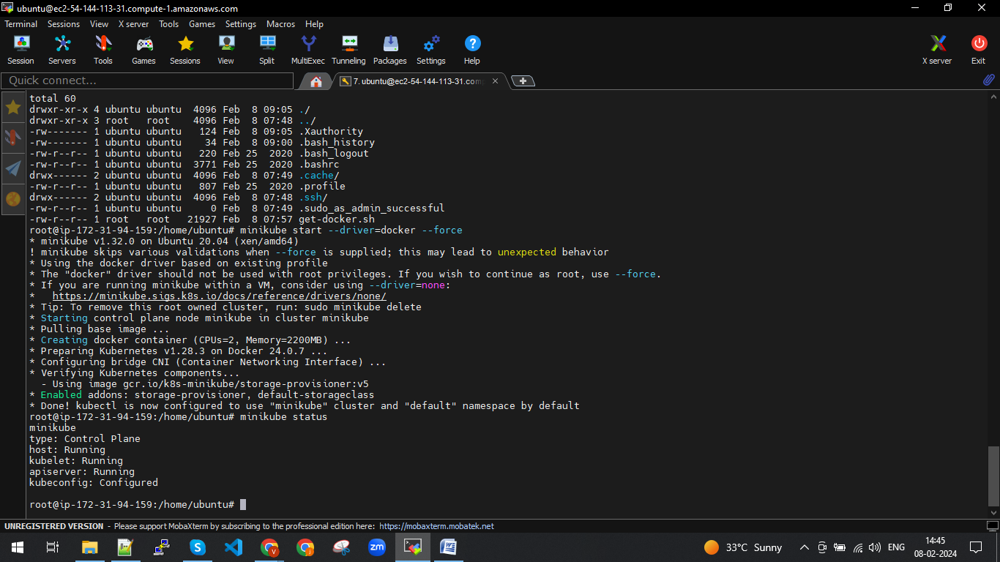 ubuntu@ec2-54-144-113-31.compute-1.amazonaws.com
Terminal Sessions View X server Tools Games Settings Macros Help
Session Servers Tools Games Sessions View Split MultiExec Tunneling Packages Settings Help X server Exit
Quick connect...
7. ubuntu@ec2-54-144-113-31.com
total 60
drwxr-xr-x 4 ubuntu ubuntu  4096 Feb  8 09:05 ./
drwxr-xr-x 3 root   root    4096 Feb  8 07:48 ../
-rw------- 1 ubuntu ubuntu   124 Feb  8 09:05 .Xauthority
-rw------- 1 ubuntu ubuntu    34 Feb  8 09:00 .bash_history
-rw-r--r-- 1 ubuntu ubuntu   220 Feb 25  2020 .bash_logout
-rw-r--r-- 1 ubuntu ubuntu  3771 Feb 25  2020 .bashrc
drwx------ 2 ubuntu ubuntu  4096 Feb  8 07:49 .cache/
-rw-r--r-- 1 ubuntu ubuntu   807 Feb 25  2020 .profile
drwx------ 2 ubuntu ubuntu  4096 Feb  8 07:48 .ssh/
-rw-r--r-- 1 ubuntu ubuntu     0 Feb  8 07:49 .sudo_as_admin_successful
-rw-r--r-- 1 root   root   21927 Feb  8 07:57 get-docker.sh
root@ip-172-31-94-159:/home/ubuntu# minikube start --driver=docker --force
* minikube v1.32.0 on Ubuntu 20.04 (xen/amd64)
! minikube skips various validations when --force is supplied; this may lead to unexpected behavior
* Using the docker driver based on existing profile
* The "docker" driver should not be used with root privileges. If you wish to continue as root, use --force.
* If you are running minikube within a VM, consider using --driver=none:
*   https://minikube.sigs.k8s.io/docs/reference/drivers/none/
* Tip: To remove this root owned cluster, run: sudo minikube delete
* Starting control plane node minikube in cluster minikube
* Pulling base image ...
* Creating docker container (CPUs=2, Memory=2200MB) ...
* Preparing Kubernetes v1.28.3 on Docker 24.0.7 ...
* Configuring bridge CNI (Container Networking Interface) ...
* Verifying Kubernetes components...
  - Using image gcr.io/k8s-minikube/storage-provisioner:v5
* Enabled addons: storage-provisioner, default-storageclass
* Done! kubectl is now configured to use "minikube" cluster and "default" namespace by default
root@ip-172-31-94-159:/home/ubuntu# minikube status
minikube
type: Control Plane
host: Running
kubelet: Running
apiserver: Running
kubeconfig: Configured
root@ip-172-31-94-159:/home/ubuntu#
UNREGISTERED VERSION - Please support MobaXterm by subscribing to the professional edition here: https://mobaxterm.mobatek.net
zm 33°C Sunny ENG 14:45
08-02-2024